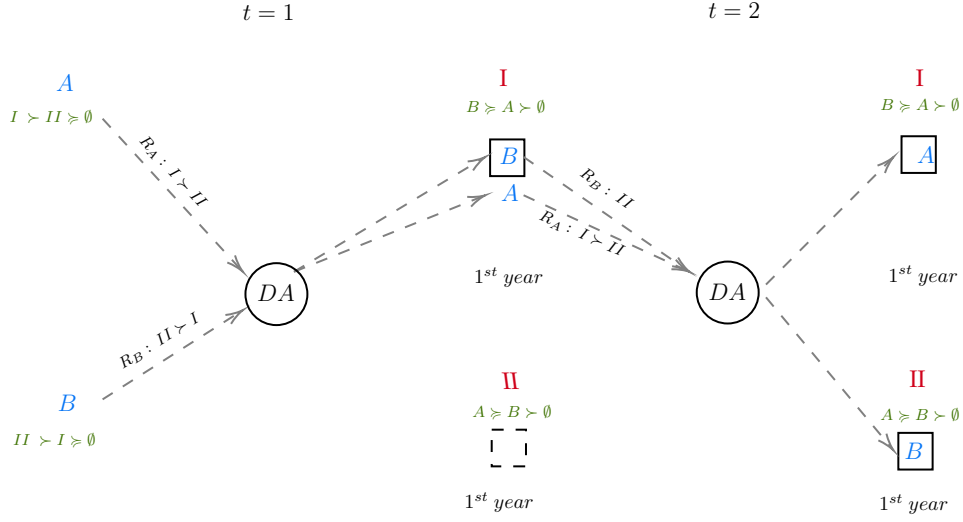 t = 1
t = 2
A
I ≻ II ≽ ∅
R_A : I ≻ II
I
B ≽ A ≻ ∅
B
A
R_B : II
R_A : I ≻ II
1^st year
I
B ≽ A ≻ ∅
A
1^st year
DA
DA
R_B : II ≻ I
B
II ≻ I ≽ ∅
II
A ≽ B ≻ ∅
1^st year
II
A ≽ B ≻ ∅
B
1^st year